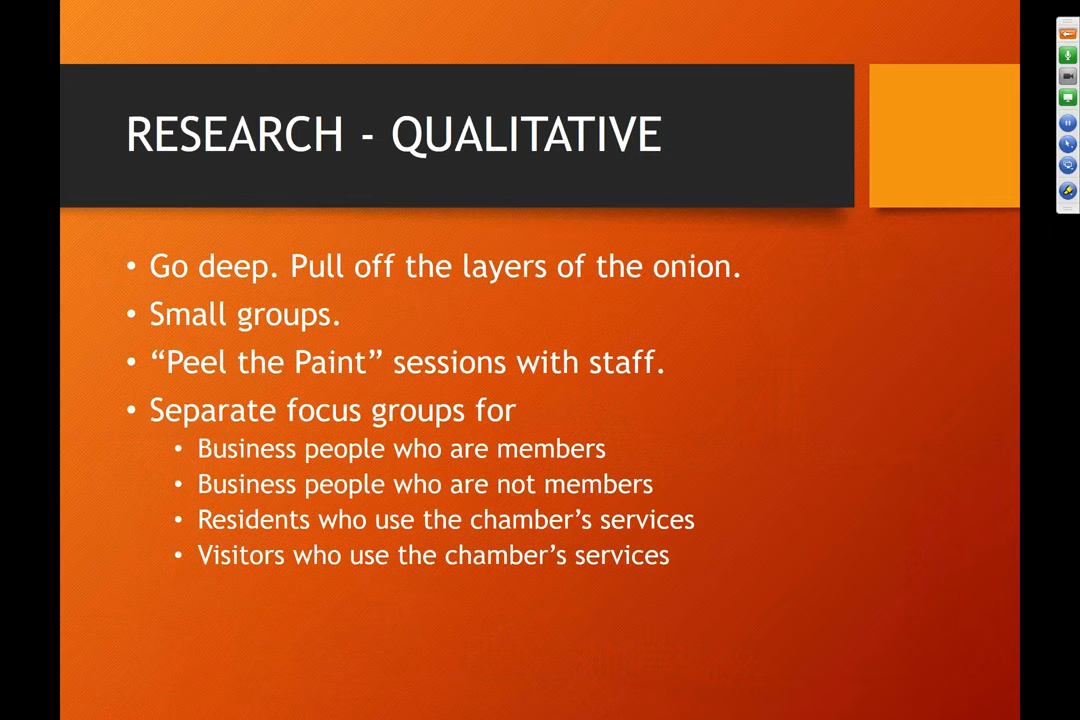 RESEARCH - QUALITATIVE
• Go deep. Pull off the layers of the onion.
• Small groups.
• “Peel the Paint” sessions with staff.
• Separate focus groups for
• Business people who are members
• Business people who are not members
• Residents who use the chamber’s services
• Visitors who use the chamber’s services